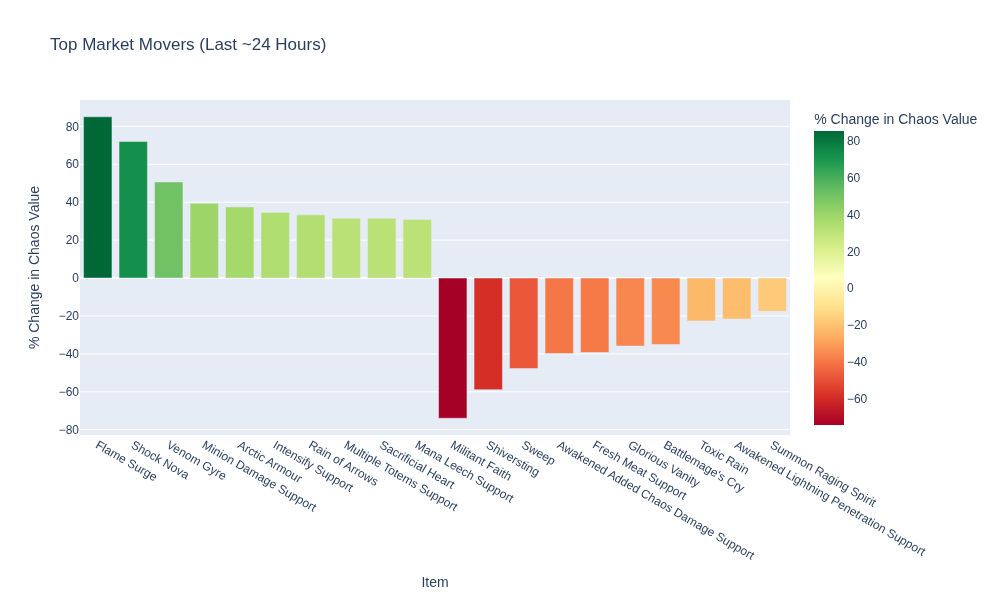 Top Market Movers (Last ~24 Hours)
% Change in Chaos Value
80
60
40
20
0
−20
−40
−60
−80
Flame Surge
Shock Nova
Venom Gyre
Minion Damage Support
Arctic Armour
Intensify Support
Rain of Arrows
Multiple Totems Support
Sacrificial Heart
Mana Leech Support
Militant Faith
Shiversting
Sweep
Awakened Added Chaos Damage Support
Fresh Meat Support
Glorious Vanity
Battlemage's Cry
Toxic Rain
Awakened Lightning Penetration Support
Summon Raging Spirit
Item
% Change in Chaos Value
80
60
40
20
0
−20
−40
−60